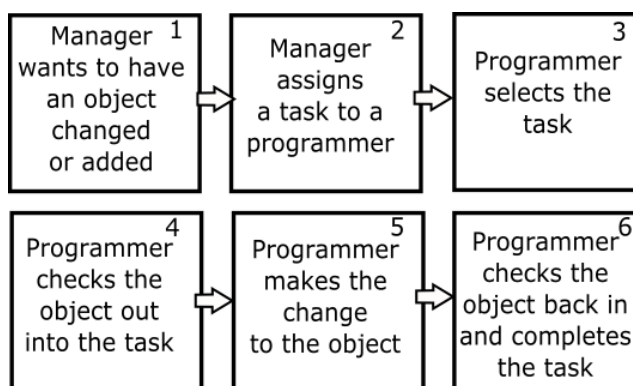 Manager 1
wants to have
an object
changed
or added
2
Manager
assigns
a task to a
programmer
3
Programmer
selects the
task
4
Programmer
checks the
object out
into the task
5
Programmer
makes the
change
to the object
6
Programmer
checks the
object back in
and completes
the task